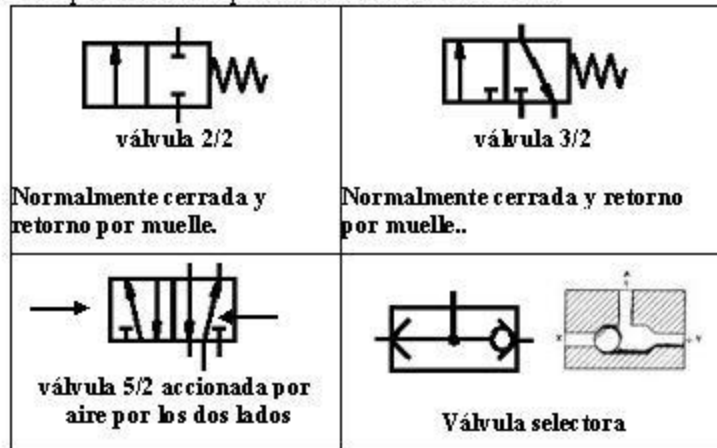 válvula 2/2
Normalmente cerrada y
retorno por muelle.
válvula 3/2
Normalmente cerrada y retorno
por muelle..
válvula 5/2 accionada por
aire por los dos lados
A
X
Y
Válvula selectora